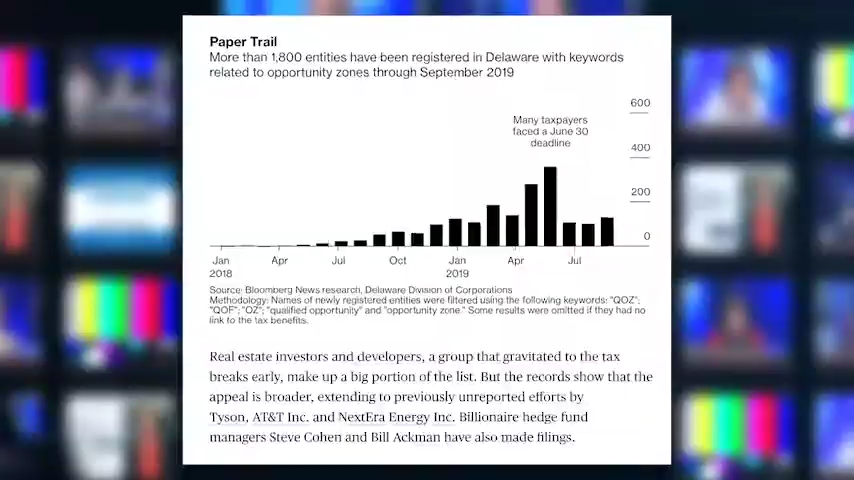 Paper Trail
More than 1,800 entities have been registered in Delaware with keywords
related to opportunity zones through September 2019
600
Many taxpayers
faced a June 30
deadline
400
200
0
Jan Apr Jul Oct Jan Apr Jul
2018 2019
Source: Bloomberg News research, Delaware Division of Corporations
Methodology: Names of newly registered entities were filtered using the following keywords: "QOZ";
"QOF"; "OZ"; "qualified opportunity" and "opportunity zone." Some results were omitted if they had no
link to the tax benefits.
Real estate investors and developers, a group that gravitated to the tax
breaks early, make up a big portion of the list. But the records show that the
appeal is broader, extending to previously unreported efforts by
Tyson, AT&T Inc. and NextEra Energy Inc. Billionaire hedge fund
managers Steve Cohen and Bill Ackman have also made filings.